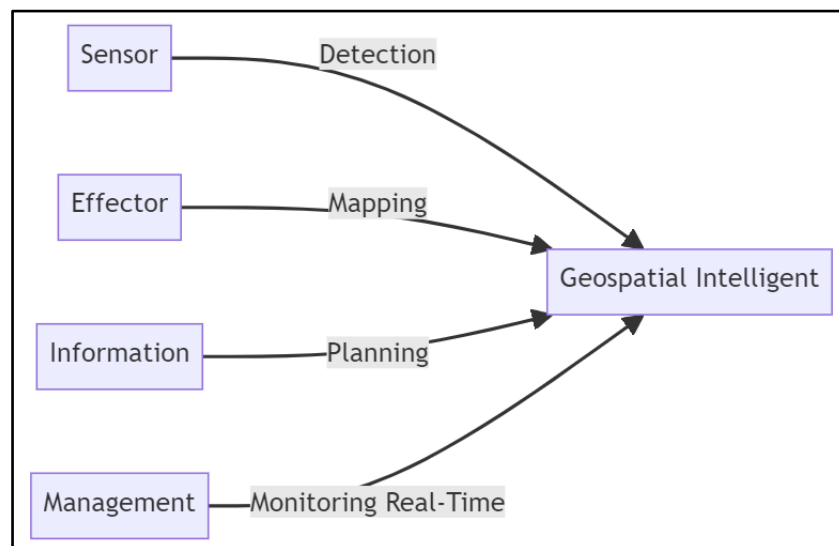 Sensor
Detection
Effector
Mapping
Geospatial Intelligent
Information
Planning
Management
Monitoring Real-Time